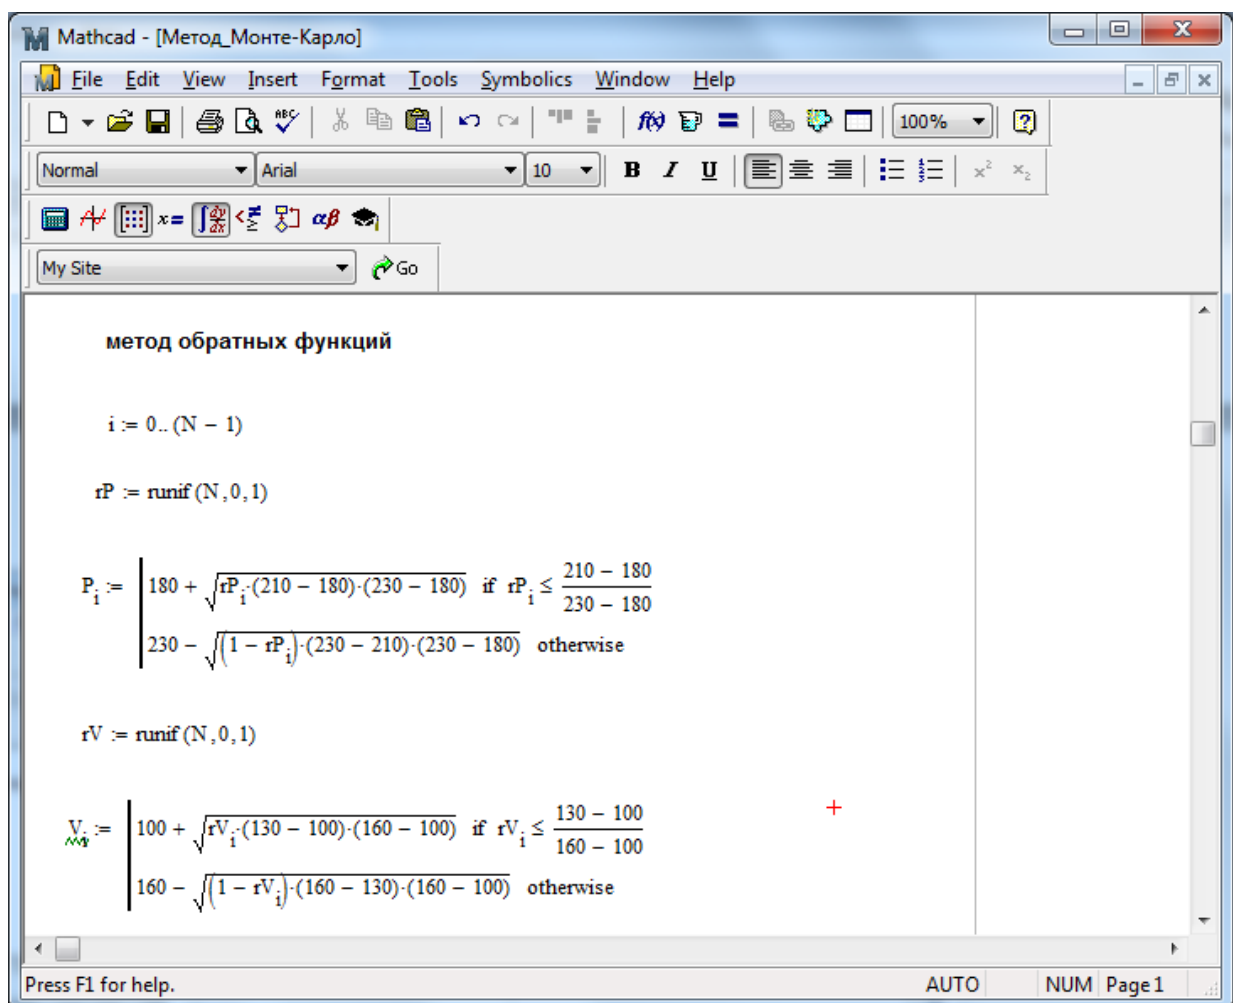 Mathcad - [Метод_Монте-Карло]
File Edit View Insert Format Tools Symbolics Window Help
100%
Normal Arial 10 B I U
My Site Go
метод обратных функций
i := 0.. (N − 1)
rP := runif(N,0,1)
P_i := 180 + √(rP_i·(210 − 180)·(230 − 180)) if rP_i ≤ (210 − 180)/(230 − 180)
230 − √((1 − rP_i)·(230 − 210)·(230 − 180)) otherwise
rV := runif(N,0,1)
V_i := 100 + √(rV_i·(130 − 100)·(160 − 100)) if rV_i ≤ (130 − 100)/(160 − 100)
160 − √((1 − rV_i)·(160 − 130)·(160 − 100)) otherwise
Press F1 for help. AUTO NUM Page 1